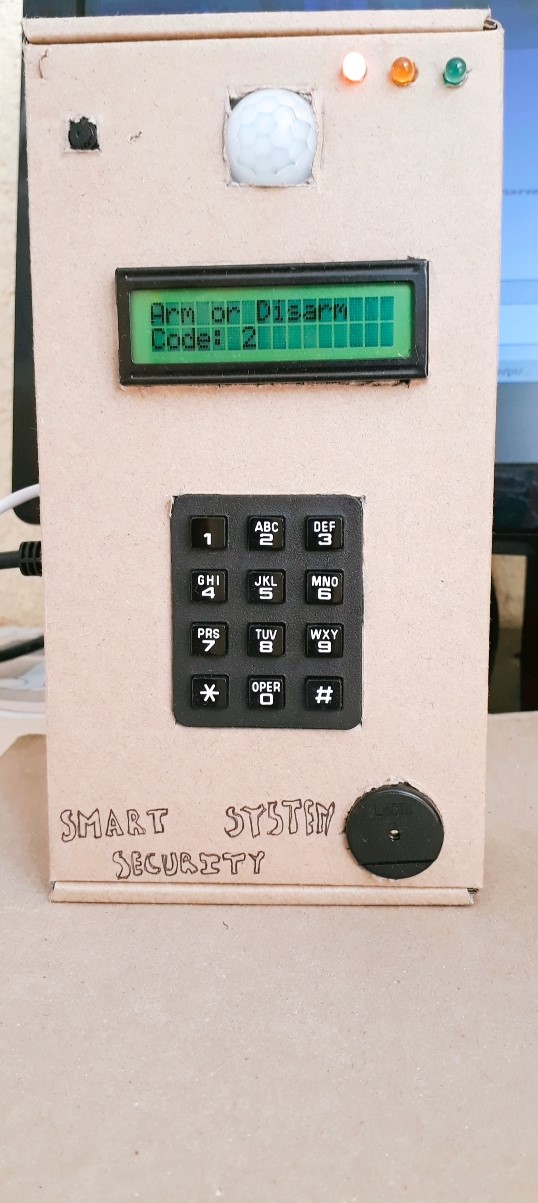 Arm or Disarm
Code: 2
1 ABC 2 DEF 3
GHI 4 JKL 5 MNO 6
PRS 7 TUV 8 WXY 9
* OPER 0 #
SMART SYSTEM
SECURITY